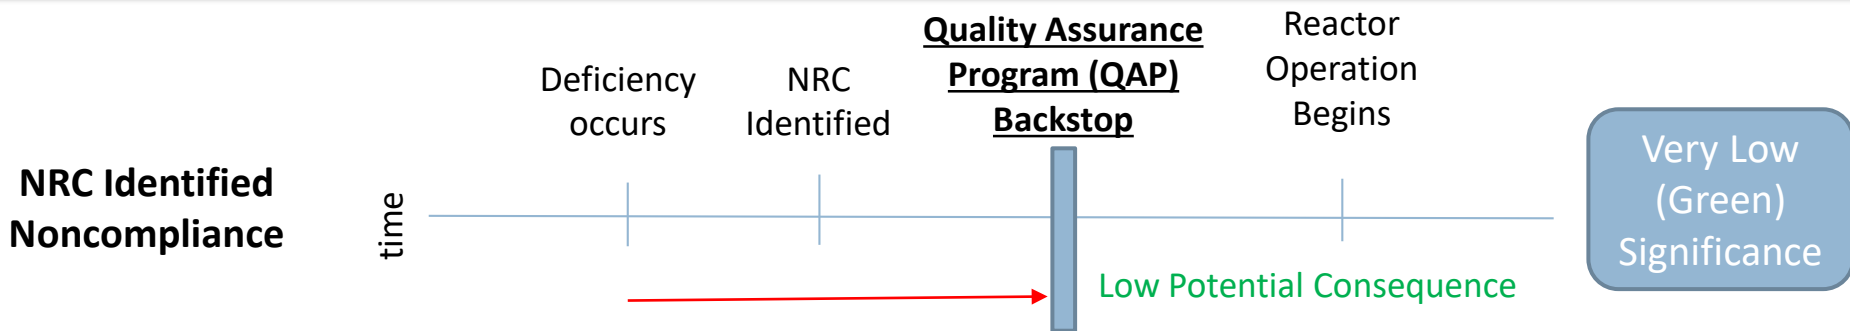 NRC Identified
Noncompliance
time
Deficiency
occurs
NRC
Identified
Quality Assurance
Program (QAP)
Backstop
Reactor
Operation
Begins
Low Potential Consequence
Very Low
(Green)
Significance